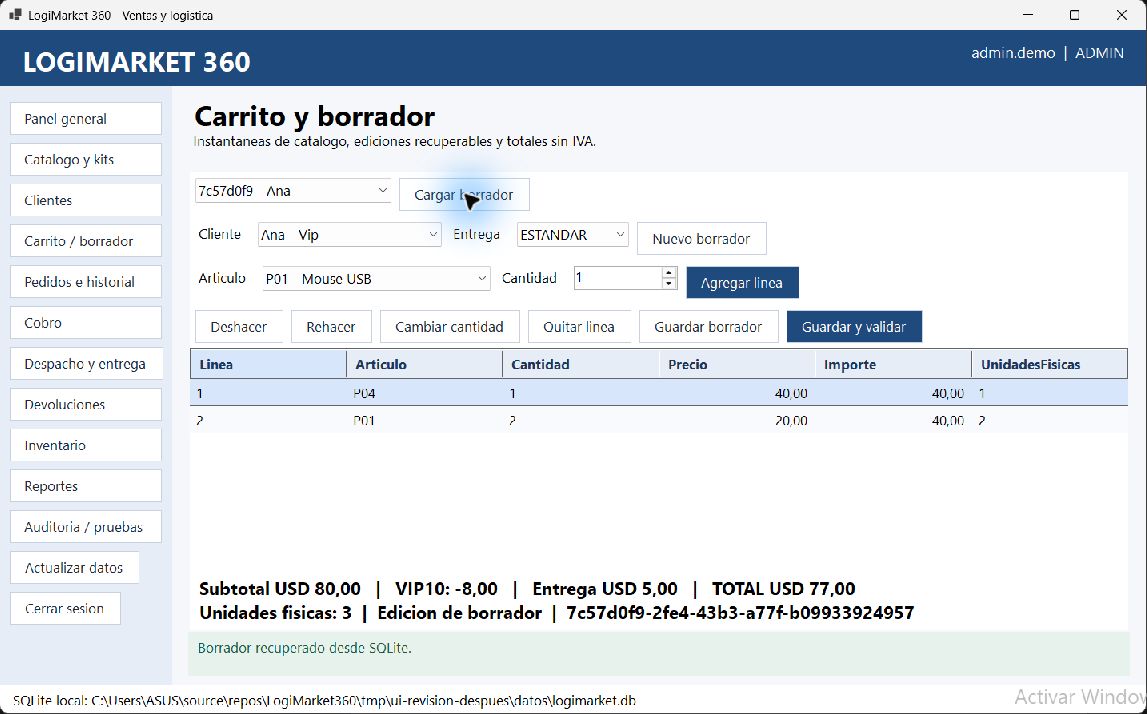 LogiMarket 360   Ventas y logistica
LOGIMARKET 360
admin.demo | ADMIN
Panel general
Catalogo y kits
Clientes
Carrito / borrador
Pedidos e historial
Cobro
Despacho y entrega
Devoluciones
Inventario
Reportes
Auditoria / pruebas
Actualizar datos
Cerrar sesion
Carrito y borrador
Instantaneas de catalogo, ediciones recuperables y totales sin IVA.
7c57d0f9   Ana   Cargar borrador
Cliente   Ana   Vip   Entrega   ESTANDAR   Nuevo borrador
Articulo   P01   Mouse USB   Cantidad   1   Agregar linea
Deshacer   Rehacer   Cambiar cantidad   Quitar linea   Guardar borrador   Guardar y validar
Linea   Articulo   Cantidad   Precio   Importe   UnidadesFisicas
1   P04   1   40,00   40,00   1
2   P01   2   20,00   40,00   2
Subtotal USD 80,00 | VIP10: -8,00 | Entrega USD 5,00 | TOTAL USD 77,00
Unidades fisicas: 3 | Edicion de borrador | 7c57d0f9-2fe4-43b3-a77f-b09933924957
Borrador recuperado desde SQLite.
SQLite local: C:\Users\ASUS\source\repos\LogiMarket360\tmp\ui-revision-despues\datos\logimarket.db
Activar Window